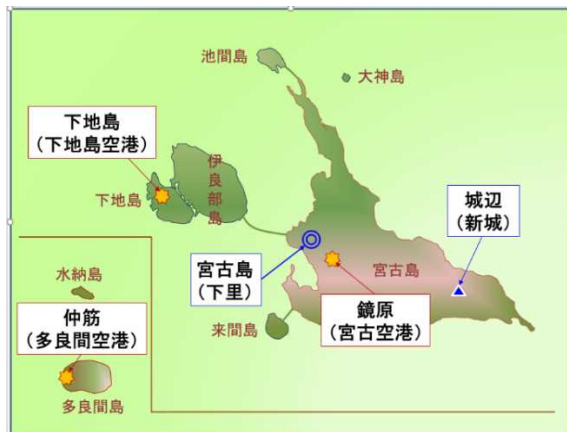 池間島
大神島
下地島
(下地島空港)
伊良部島
下地島
城辺
(新城)
宮古島
(下里)
宮古島
鏡原
(宮古空港)
水納島
仲筋
(多良間空港)
来間島
多良間島